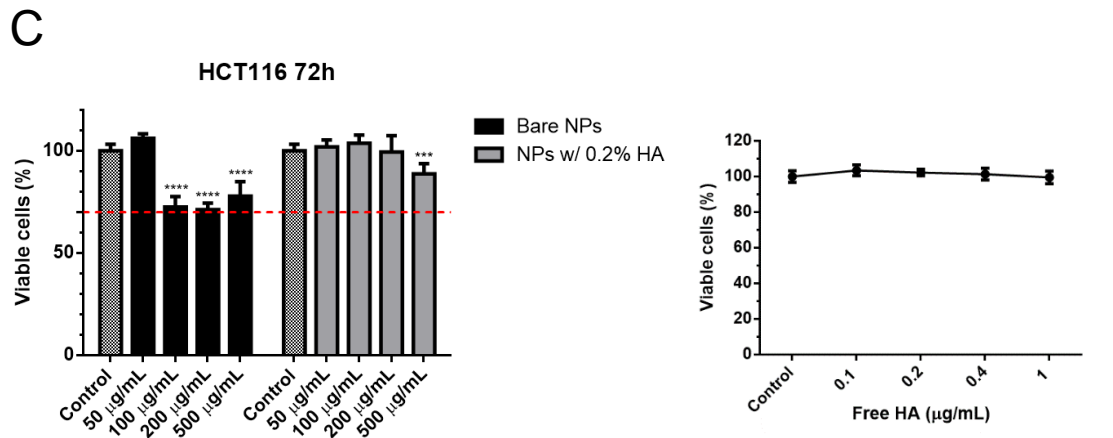 C
HCT116 72h
Viable cells (%)
100
50
0
****
****
****
***
Control
50 µg/mL
100 µg/mL
200 µg/mL
500 µg/mL
Control
50 µg/mL
100 µg/mL
200 µg/mL
500 µg/mL
Bare NPs
NPs w/ 0.2% HA
Viable cells (%)
120
100
80
60
40
20
0
Control
0.1
0.2
0.4
1
Free HA (µg/mL)